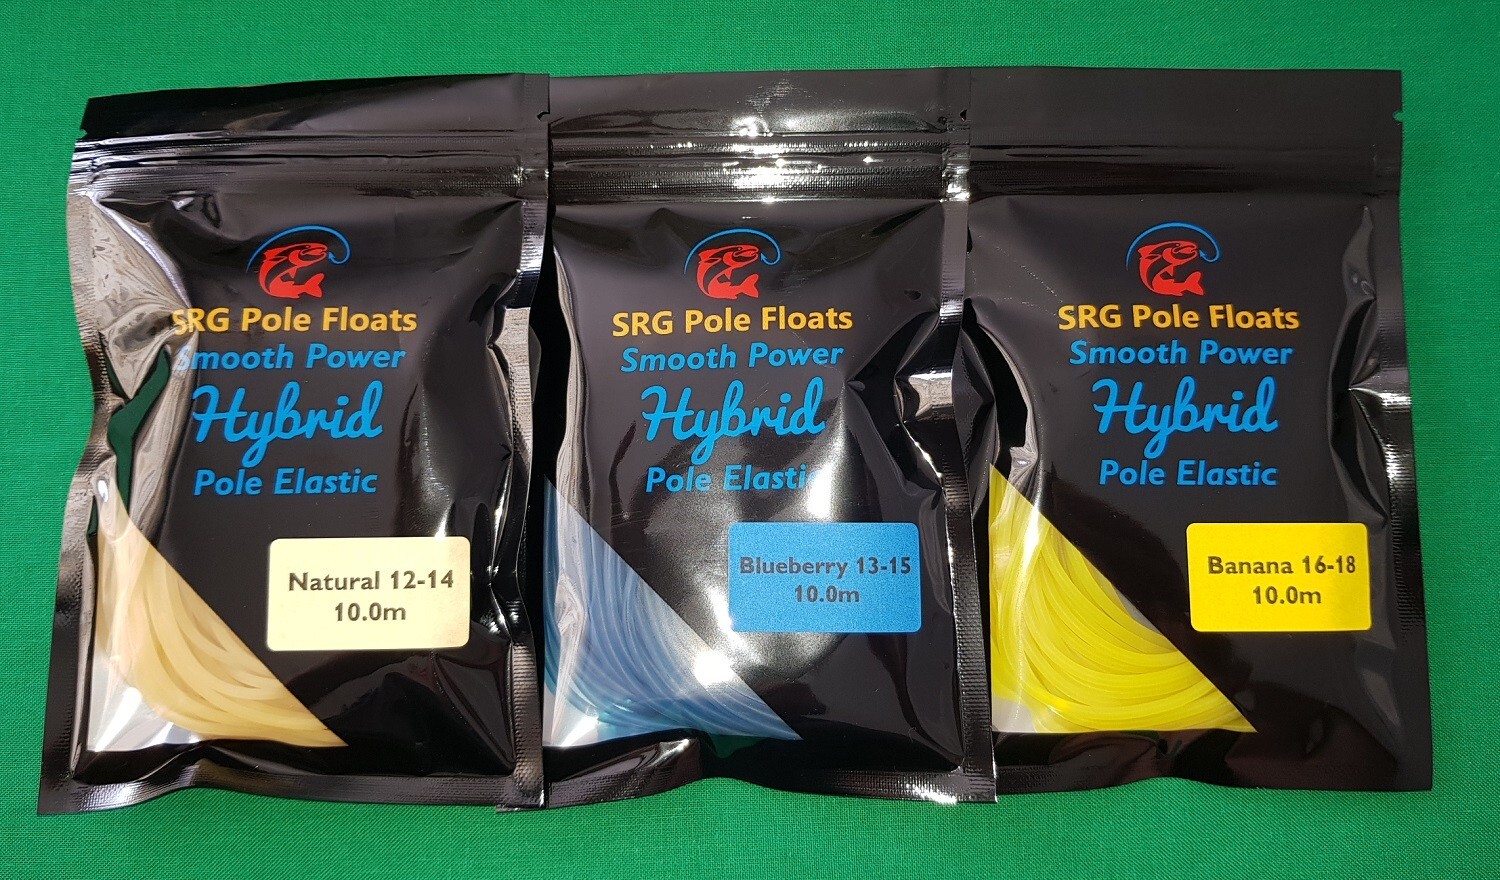 SRG Pole Floats
Smooth Power
Hybrid
Pole Elastic
Natural 12-14
10.0m
SRG Pole Floats
Smooth Power
Hybrid
Pole Elastic
Blueberry 13-15
10.0m
SRG Pole Floats
Smooth Power
Hybrid
Pole Elastic
Banana 16-18
10.0m